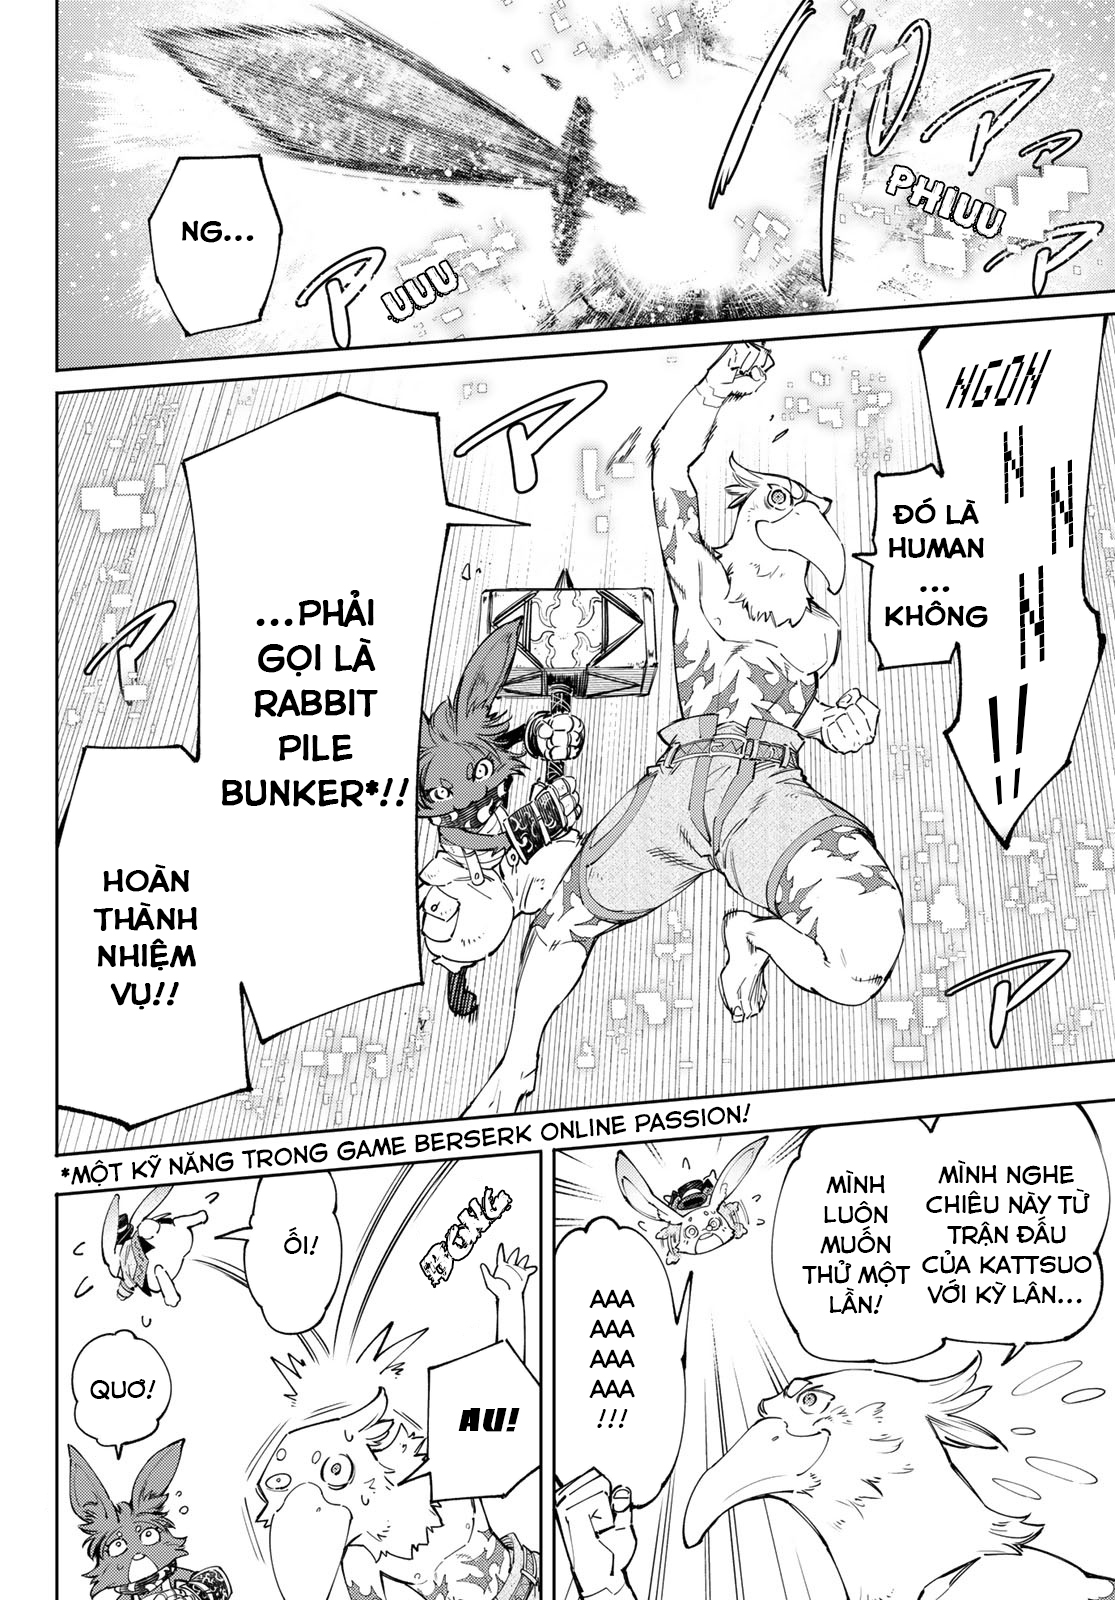 PHIUU
UUU
NG...
NGON
N
N
N
N
!!
ĐÓ LÀ
HUMAN
...
KHÔNG
...PHẢI
GỌI LÀ
RABBIT
PILE
BUNKER*!!
HOÀN
THÀNH
NHIỆM
VỤ!!
*MỘT KỸ NĂNG TRONG GAME BERSERK ONLINE PASSION!
MÌNH NGHE
CHIÊU NÀY TỪ
TRẬN ĐẤU
CỦA KATTSUO
VỚI KỲ LÂN...
MÌNH
LUÔN
MUỐN
THỬ MỘT
LẦN!
AAA
AAA
AAA
AAA
!!!
BONG
ỐI!
AU!
QUƠ!